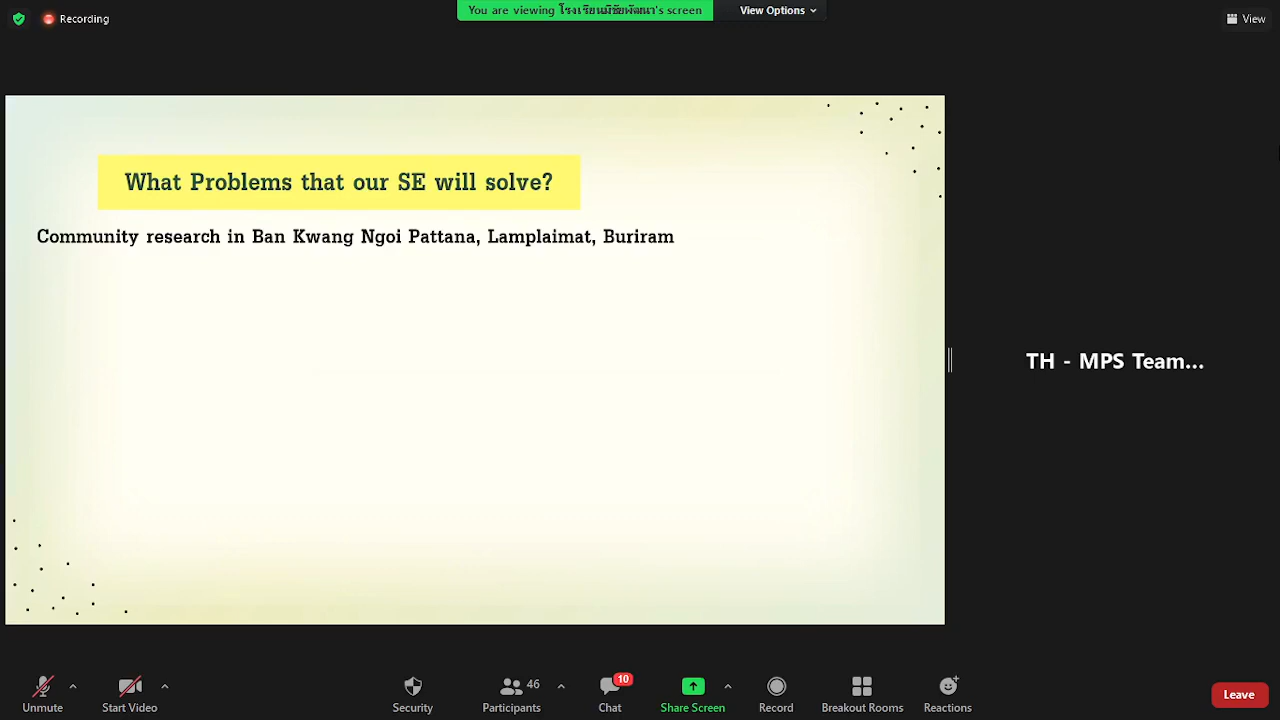 Recording
You are viewing โรงเรียนมีชัยพัฒนา's screen
View Options
View
What Problems that our SE will solve?
Community research in Ban Kwang Ngoi Pattana, Lamplaimat, Buriram
TH - MPS Team...
Unmute
Start Video
Security
46
Participants
10
Chat
Share Screen
Record
Breakout Rooms
Reactions
Leave